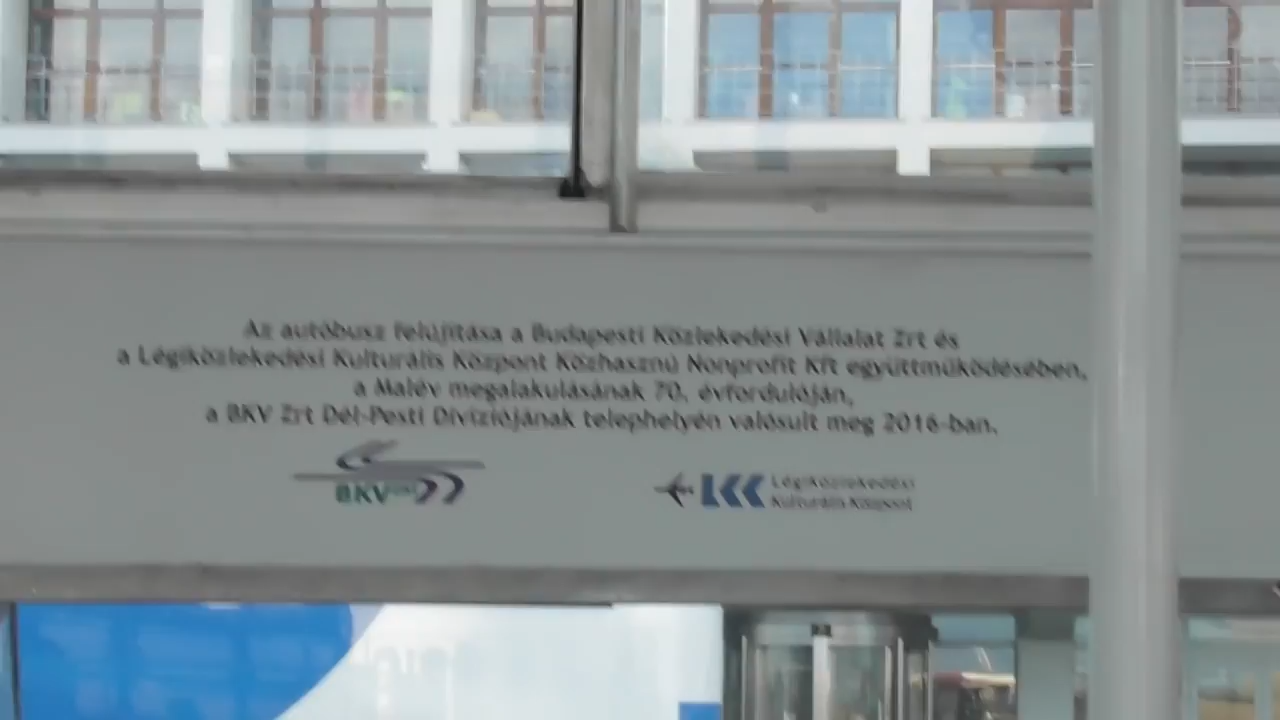 Az autóbusz felújítása a Budapesti Közlekedési Vállalat Zrt és
a Légiközlekedési Kulturális Központ Közhasznú Nonprofit Kft együttműködésében,
a Malév megalakulásának 70. évfordulóján,
a BKV Zrt Dél-Pesti Divíziójának telephelyén valósult meg 2016-ban.
BKV
LKK Légiközlekedési
Kulturális Központ